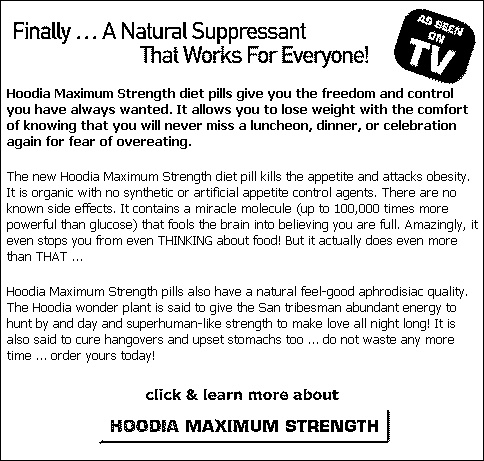 Finally ... A Natural Suppressant
That Works For Everyone!
AS SEEN
ON
TV
Hoodia Maximum Strength diet pills give you the freedom and control
you have always wanted. It allows you to lose weight with the comfort
of knowing that you will never miss a luncheon, dinner, or celebration
again for fear of overeating.
The new Hoodia Maximum Strength diet pill kills the appetite and attacks obesity.
It is organic with no synthetic or artificial appetite control agents. There are no
known side effects. It contains a miracle molecule (up to 100,000 times more
powerful than glucose) that fools the brain into believing you are full. Amazingly, it
even stops you from even THINKING about food! But it actually does even more
than THAT ...
Hoodia Maximum Strength pills also have a natural feel-good aphrodisiac quality.
The Hoodia wonder plant is said to give the San tribesman abundant energy to
hunt by and day and superhuman-like strength to make love all night long! It is
also said to cure hangovers and upset stomachs too ... do not waste any more
time ... order yours today!
click & learn more about
HOODIA MAXIMUM STRENGTH